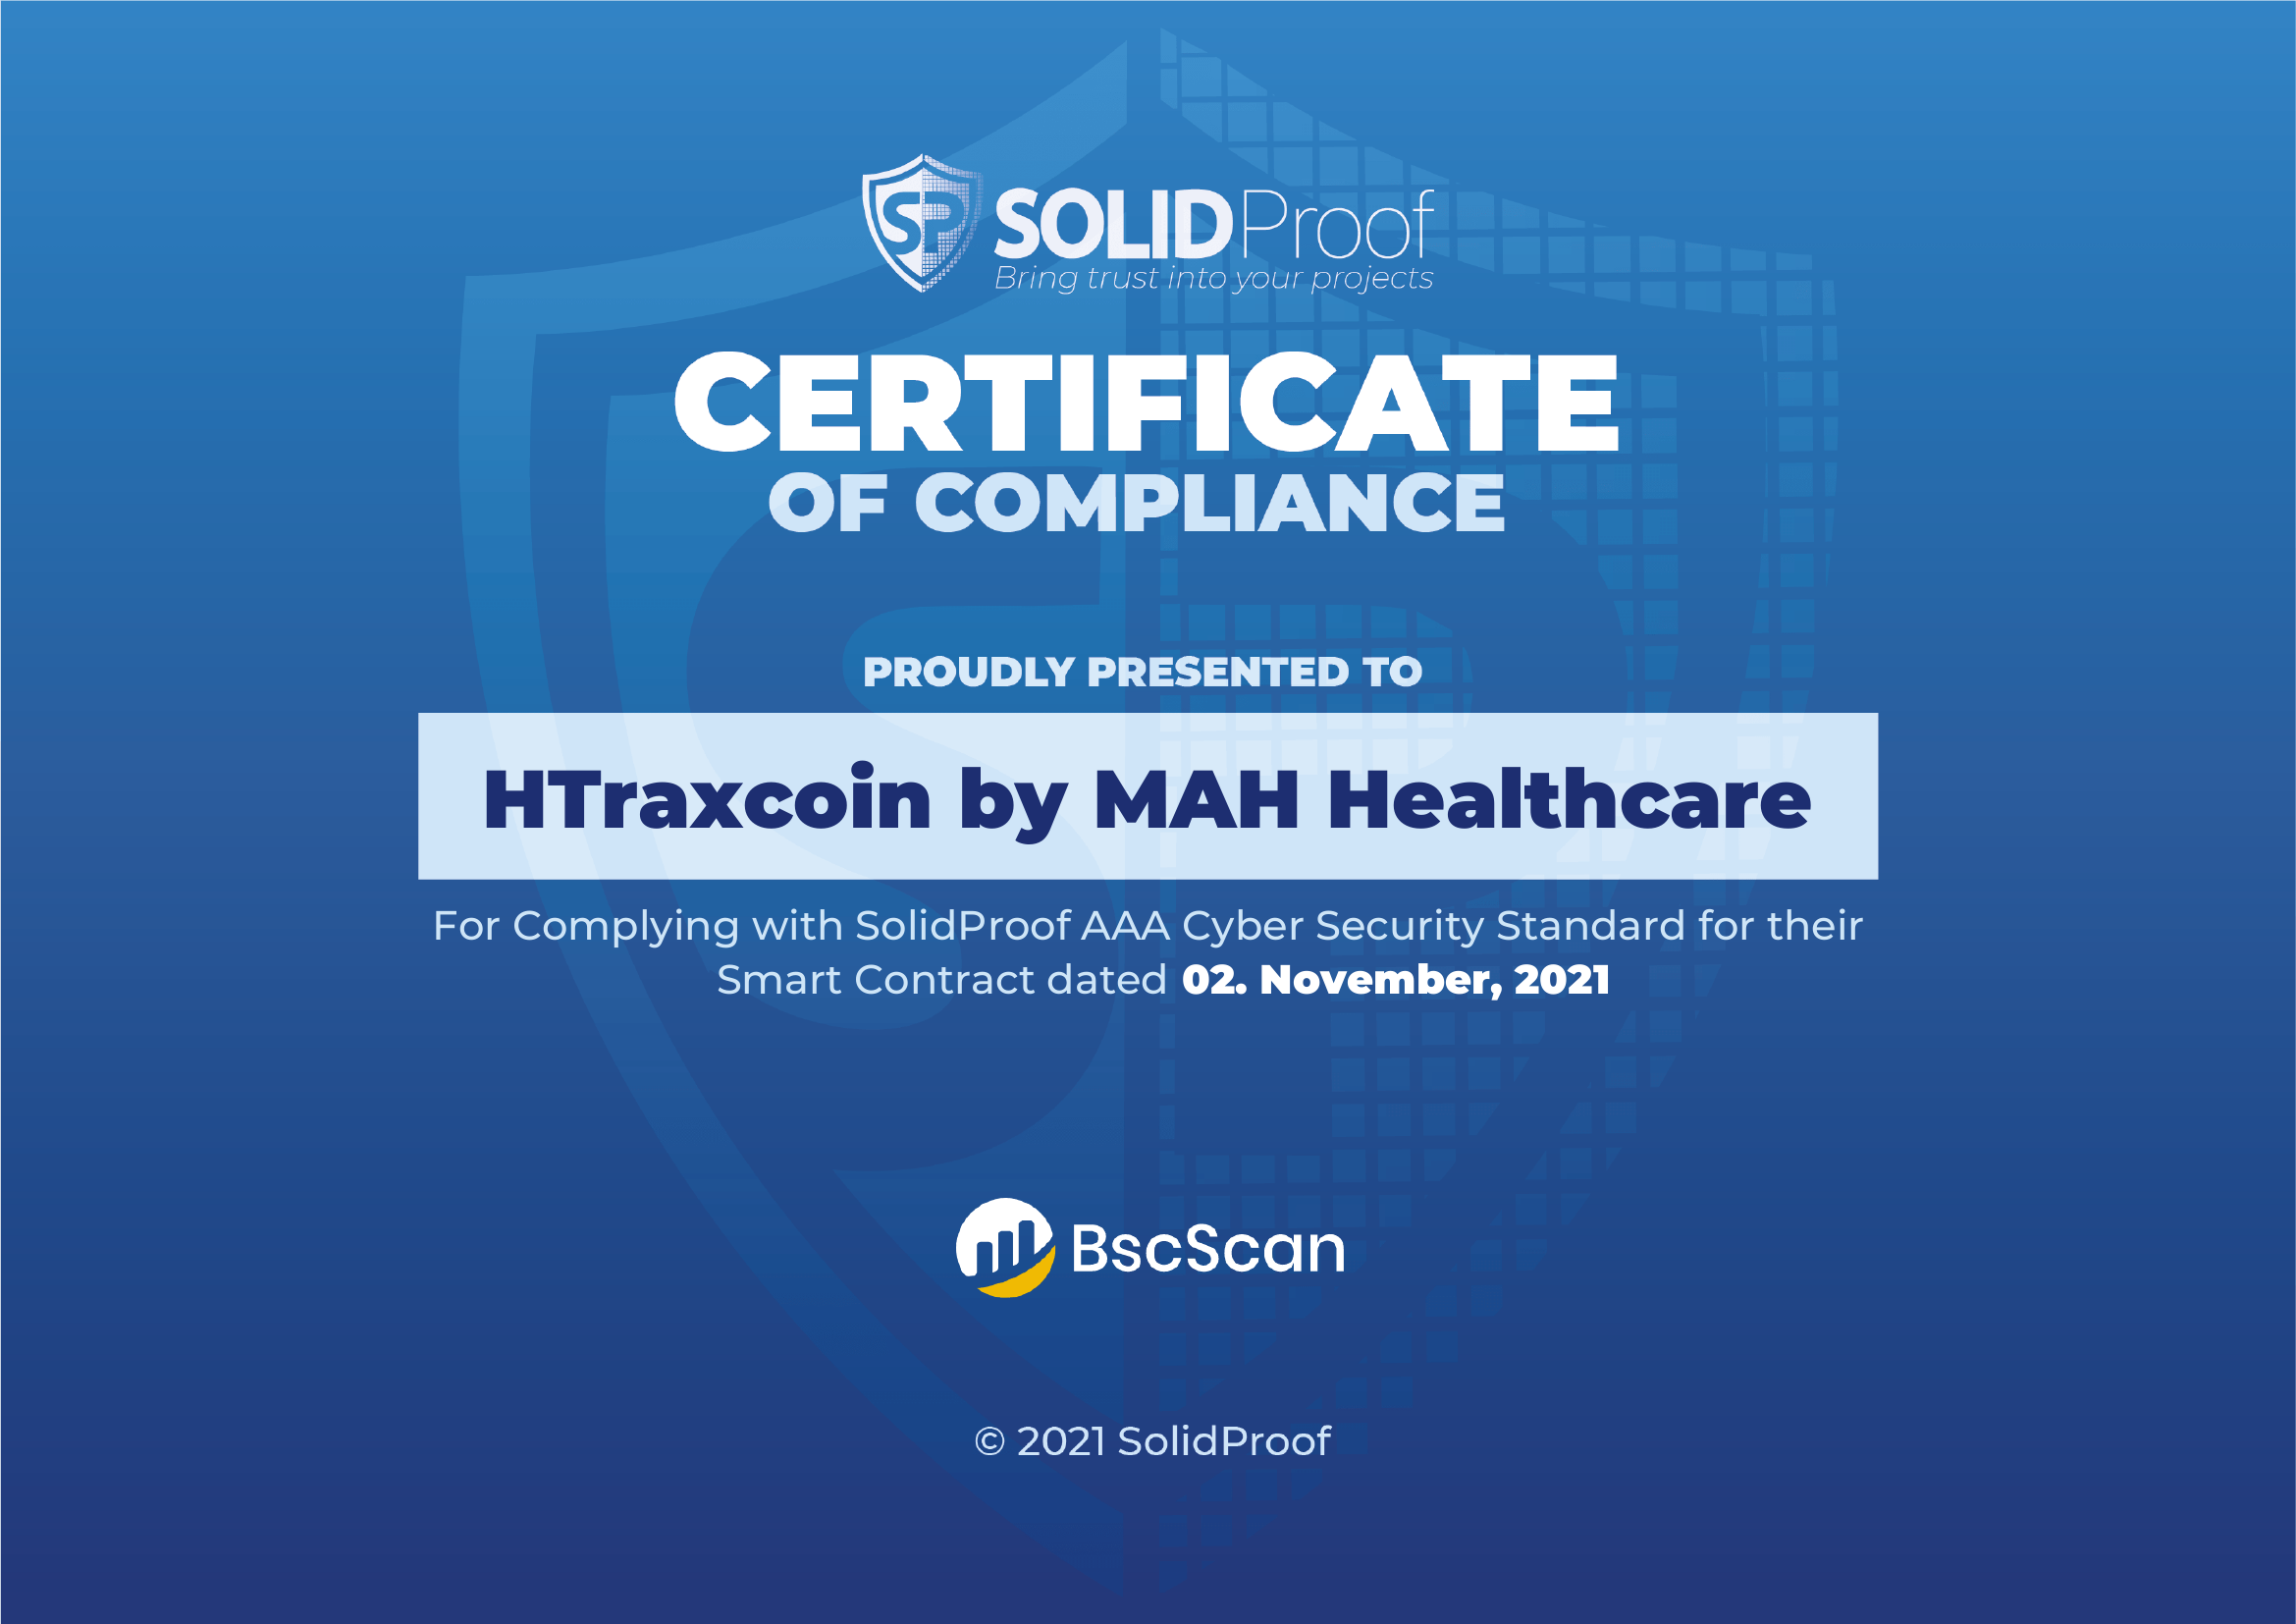 SP
SOLIDProof
Bring trust into your projects
CERTIFICATE
OF COMPLIANCE
PROUDLY PRESENTED TO
HTraxcoin by MAH Healthcare
For Complying with SolidProof AAA Cyber Security Standard for their
Smart Contract dated 02. November, 2021
BscScan
© 2021 SolidProof